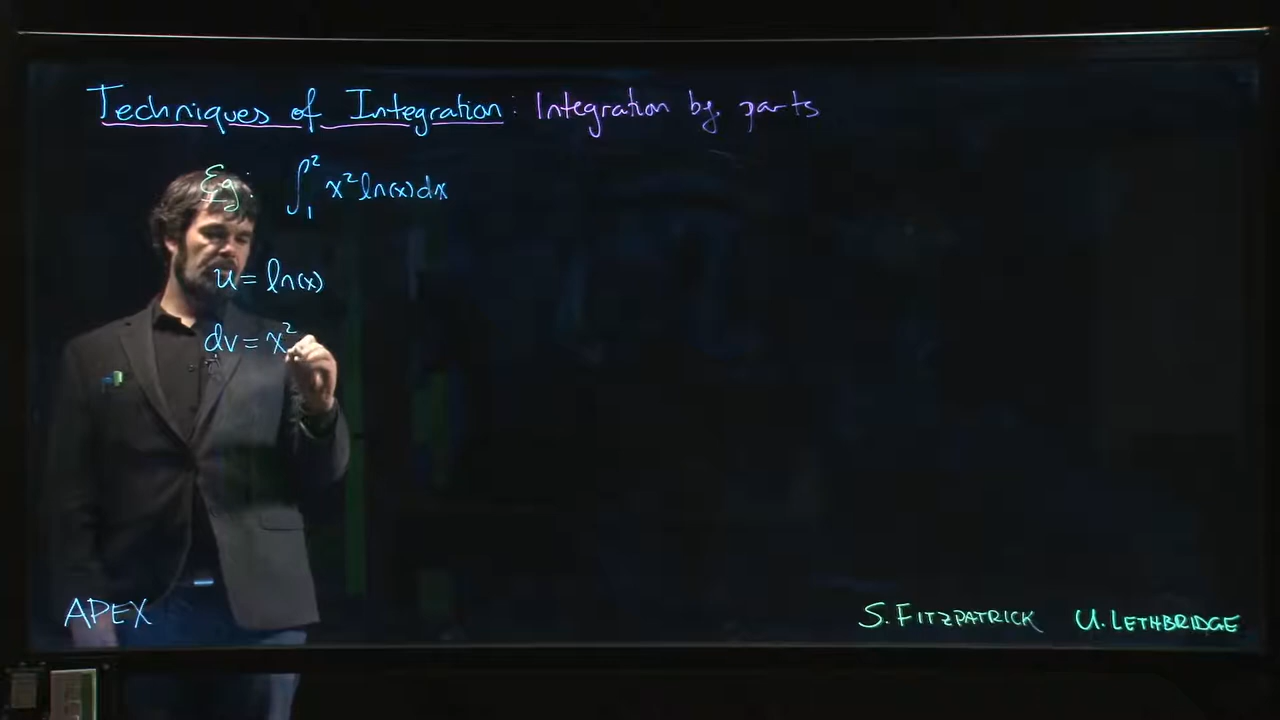 Techniques of Integration: Integration by parts
Eg: ∫₁² x² ln(x) dx
u = ln(x)
dv = x²
APEX
S. FITZPATRICK U. LETHBRIDGE